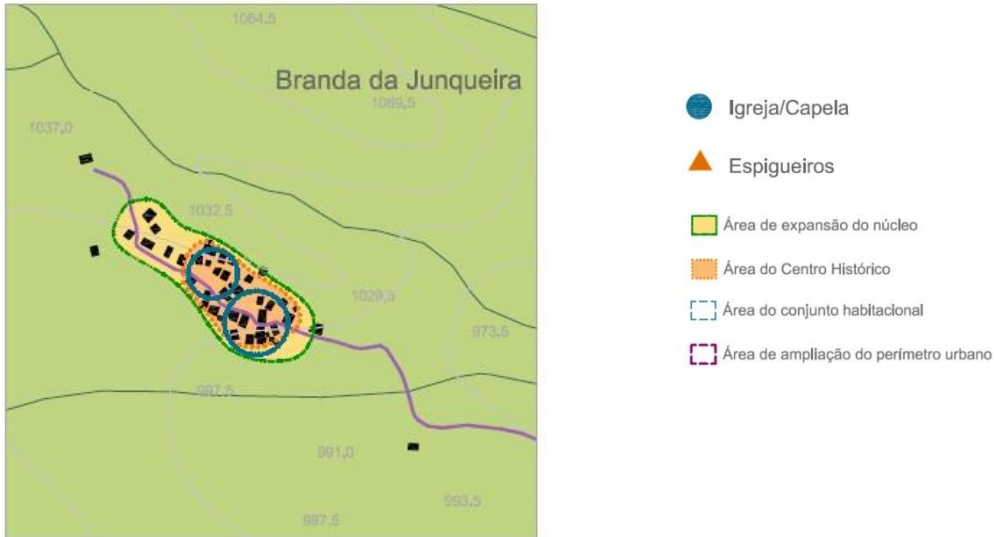 1064,5
Branda da Junqueira
1069,5
1037,0
1032,5
1029,5
973,5
997,5
991,0
993,5
987,5
Igreja/Capela
Espigueiros
Área de expansão do núcleo
Área do Centro Histórico
Área do conjunto habitacional
Área de ampliação do perímetro urbano